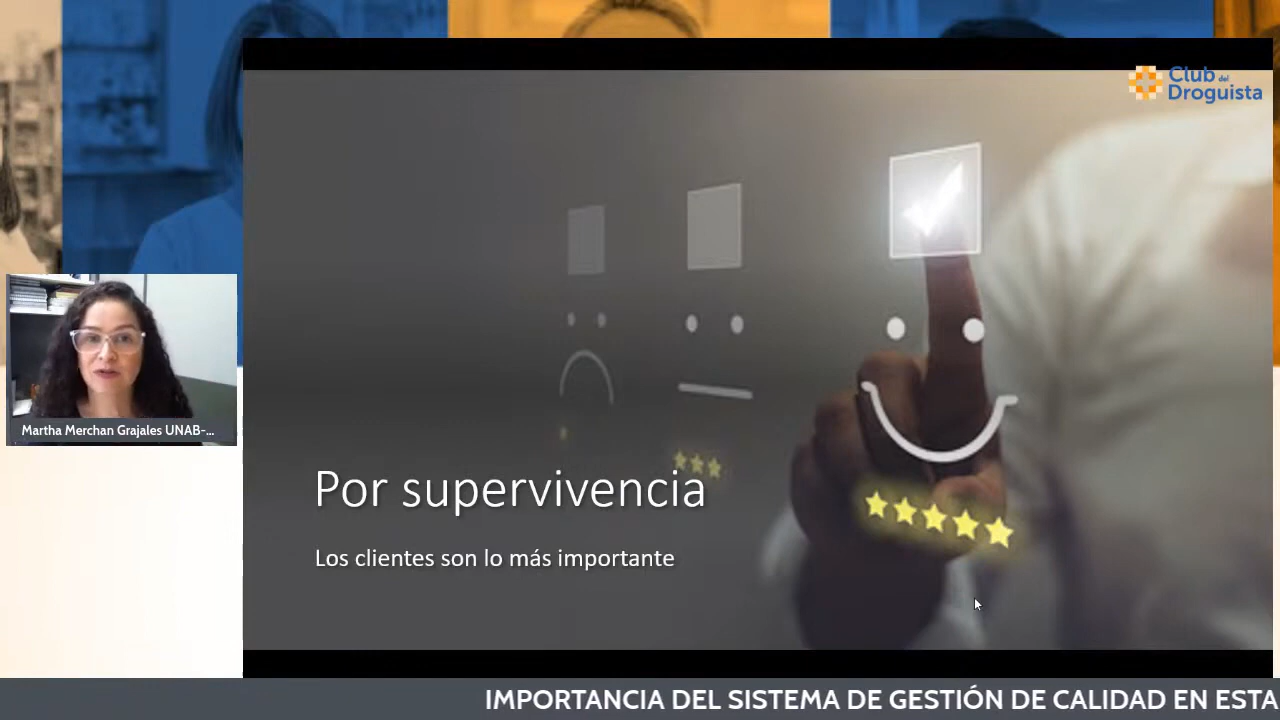 Club del
Droguista
Martha Merchan Grajales UNAB-...
Por supervivencia
Los clientes son lo más importante
IMPORTANCIA DEL SISTEMA DE GESTIÓN DE CALIDAD EN ESTA